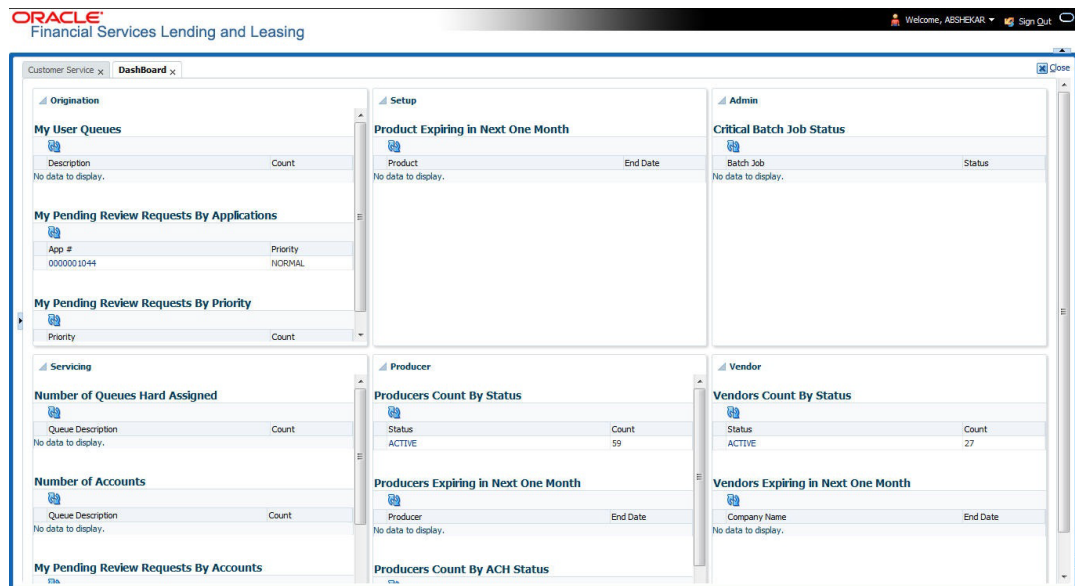 ORACLE
Financial Services Lending and Leasing
Welcome, ABSHEKAR
Sign Out
Customer Service x
DashBoard x
Close
Origination
My User Queues
Description Count
No data to display.
My Pending Review Requests By Applications
App # Priority
0000001044 NORMAL
My Pending Review Requests By Priority
Priority Count
Setup
Product Expiring in Next One Month
Product End Date
No data to display.
Admin
Critical Batch Job Status
Batch Job Status
No data to display.
Servicing
Number of Queues Hard Assigned
Queue Description Count
No data to display.
Number of Accounts
Queue Description Count
No data to display.
My Pending Review Requests By Accounts
Producer
Producers Count By Status
Status Count
ACTIVE 59
Producers Expiring in Next One Month
Producer End Date
No data to display.
Producers Count By ACH Status
Vendor
Vendors Count By Status
Status Count
ACTIVE 27
Vendors Expiring in Next One Month
Company Name End Date
No data to display.